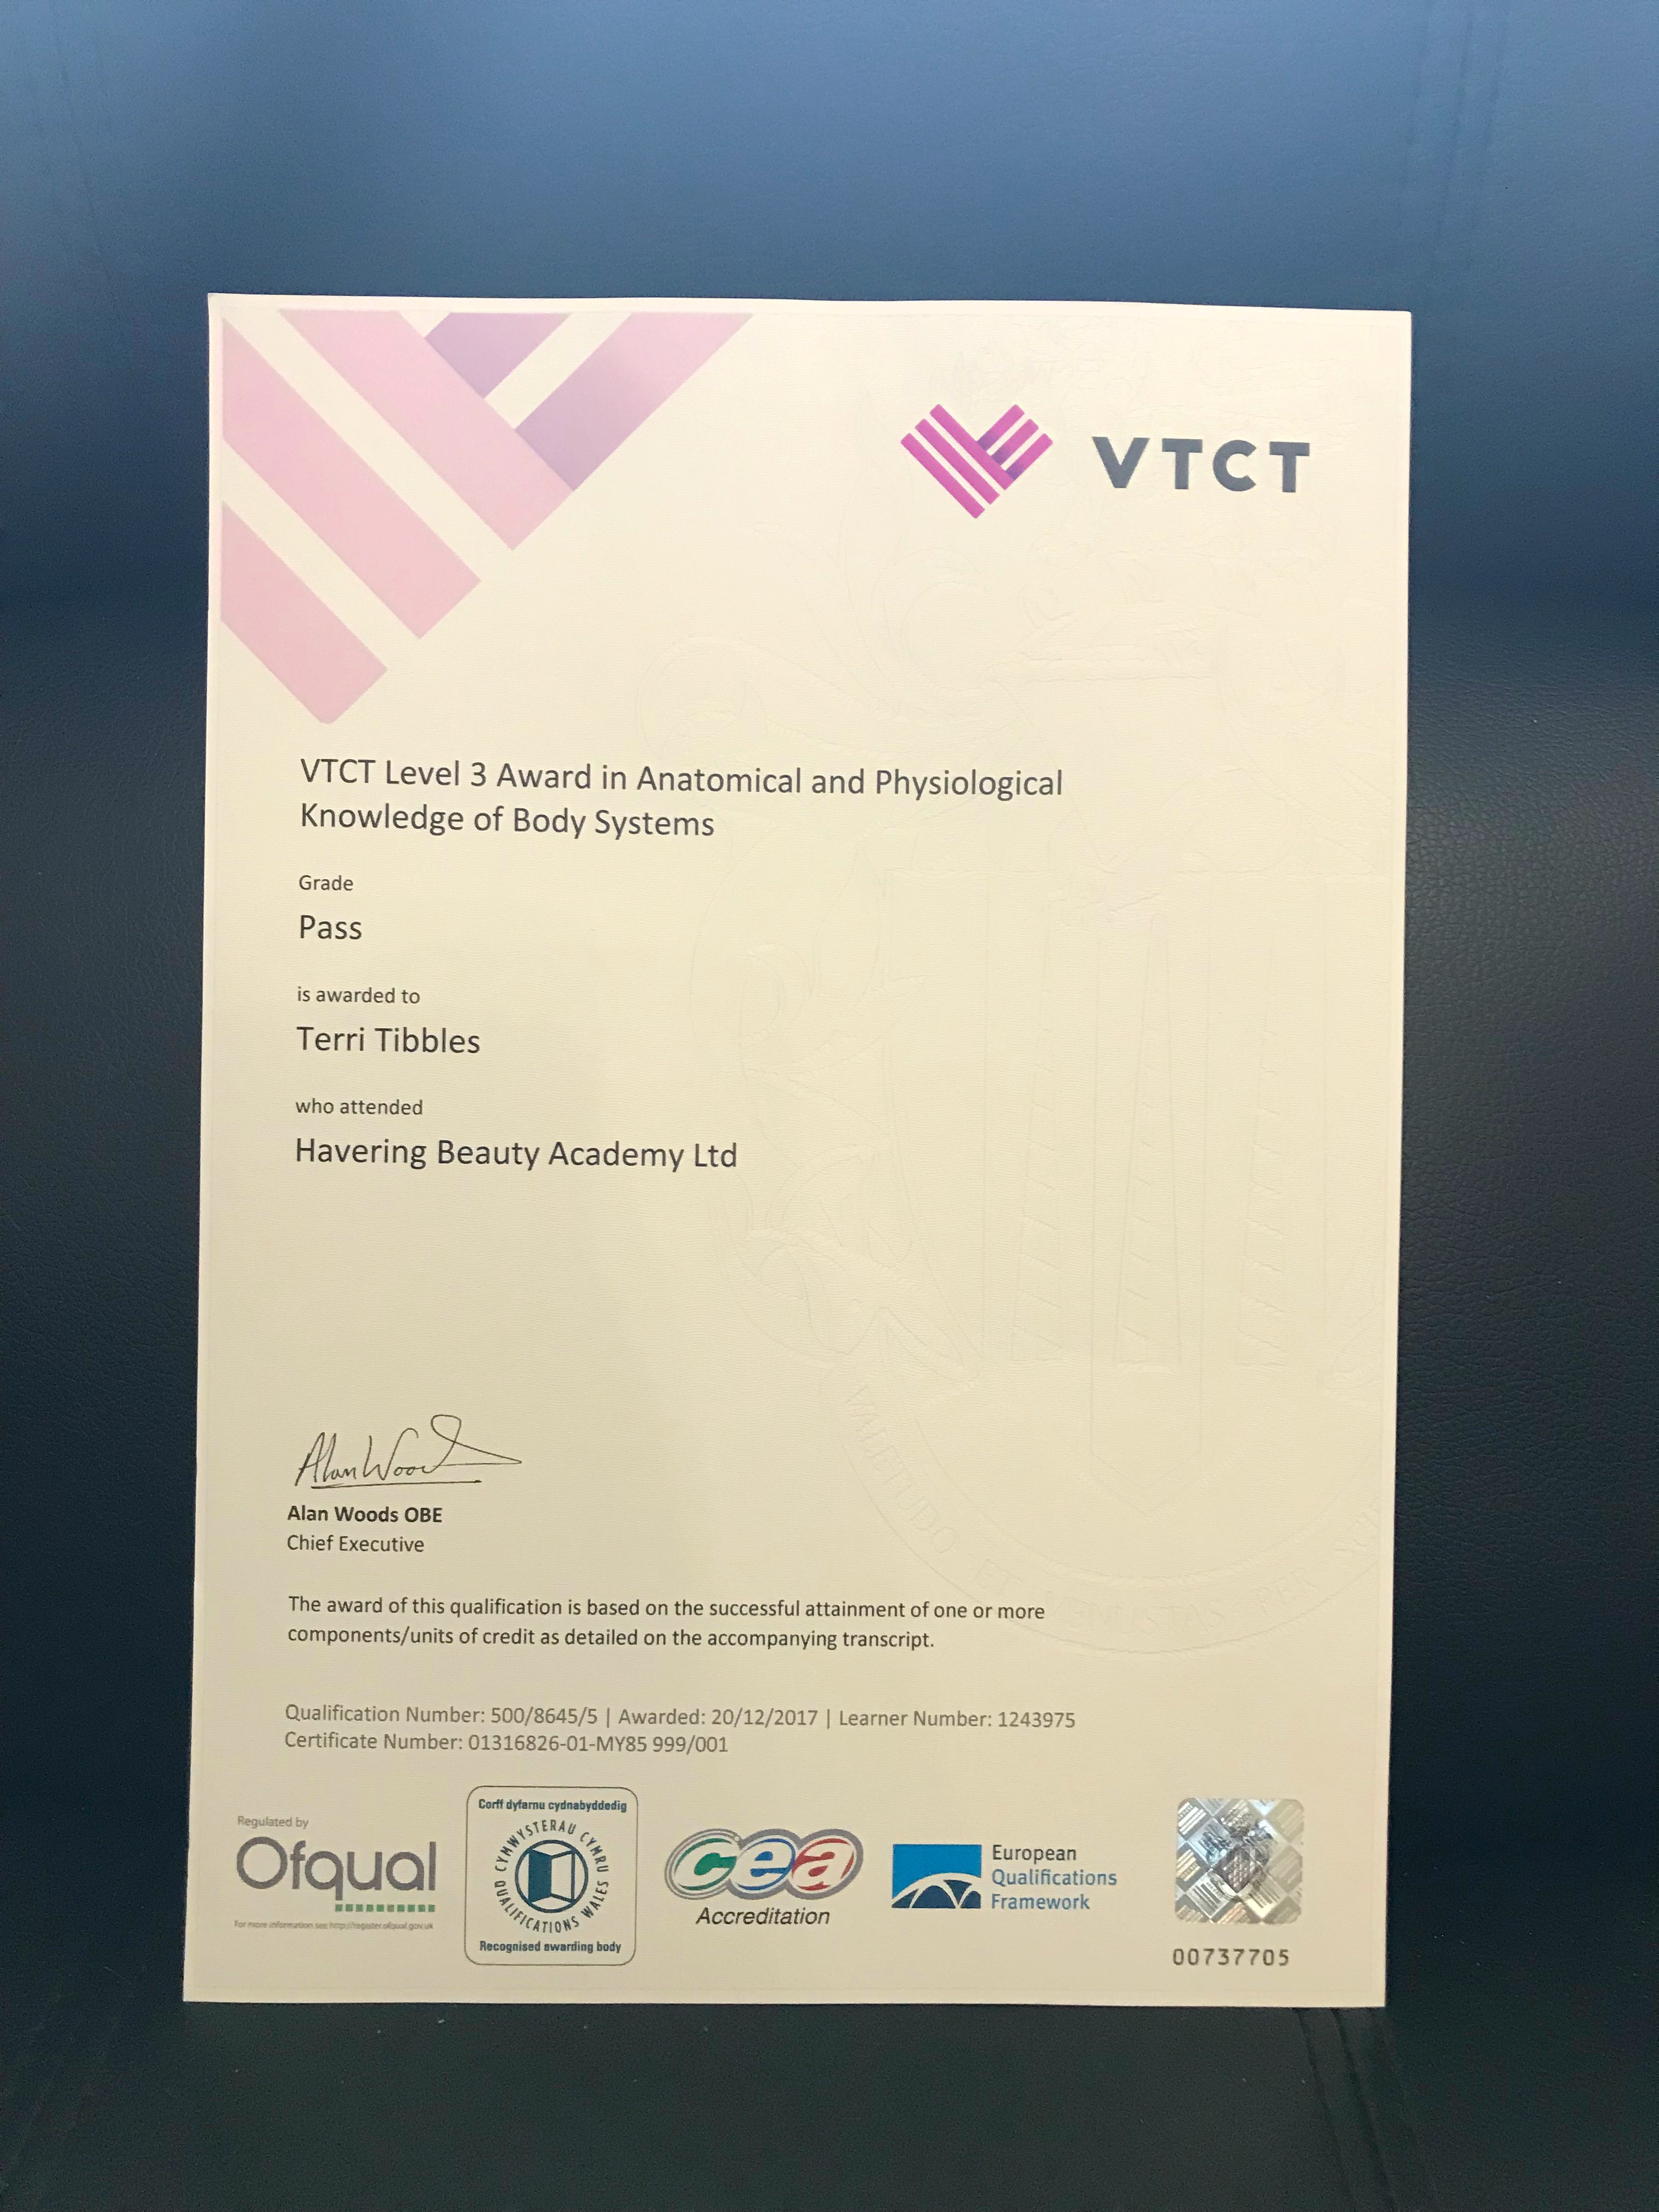 VTCT
VTCT Level 3 Award in Anatomical and Physiological
Knowledge of Body Systems
Grade
Pass
is awarded to
Terri Tibbles
who attended
Havering Beauty Academy Ltd
Alan Woods
Alan Woods OBE
Chief Executive
The award of this qualification is based on the successful attainment of one or more
components/units of credit as detailed on the accompanying transcript.
Qualification Number: 500/8645/5 | Awarded: 20/12/2017 | Learner Number: 1243975
Certificate Number: 01316826-01-MY85 999/001
Regulated by
Ofqual
For more information see http://register.ofqual.gov.uk
Corff dyfarnu cydnabyddedig
CYMWYSTERAU CYMRU
QUALIFICATIONS WALES
Recognised awarding body
cea
Accreditation
European
Qualifications
Framework
00737705
VALETUDO ET PER